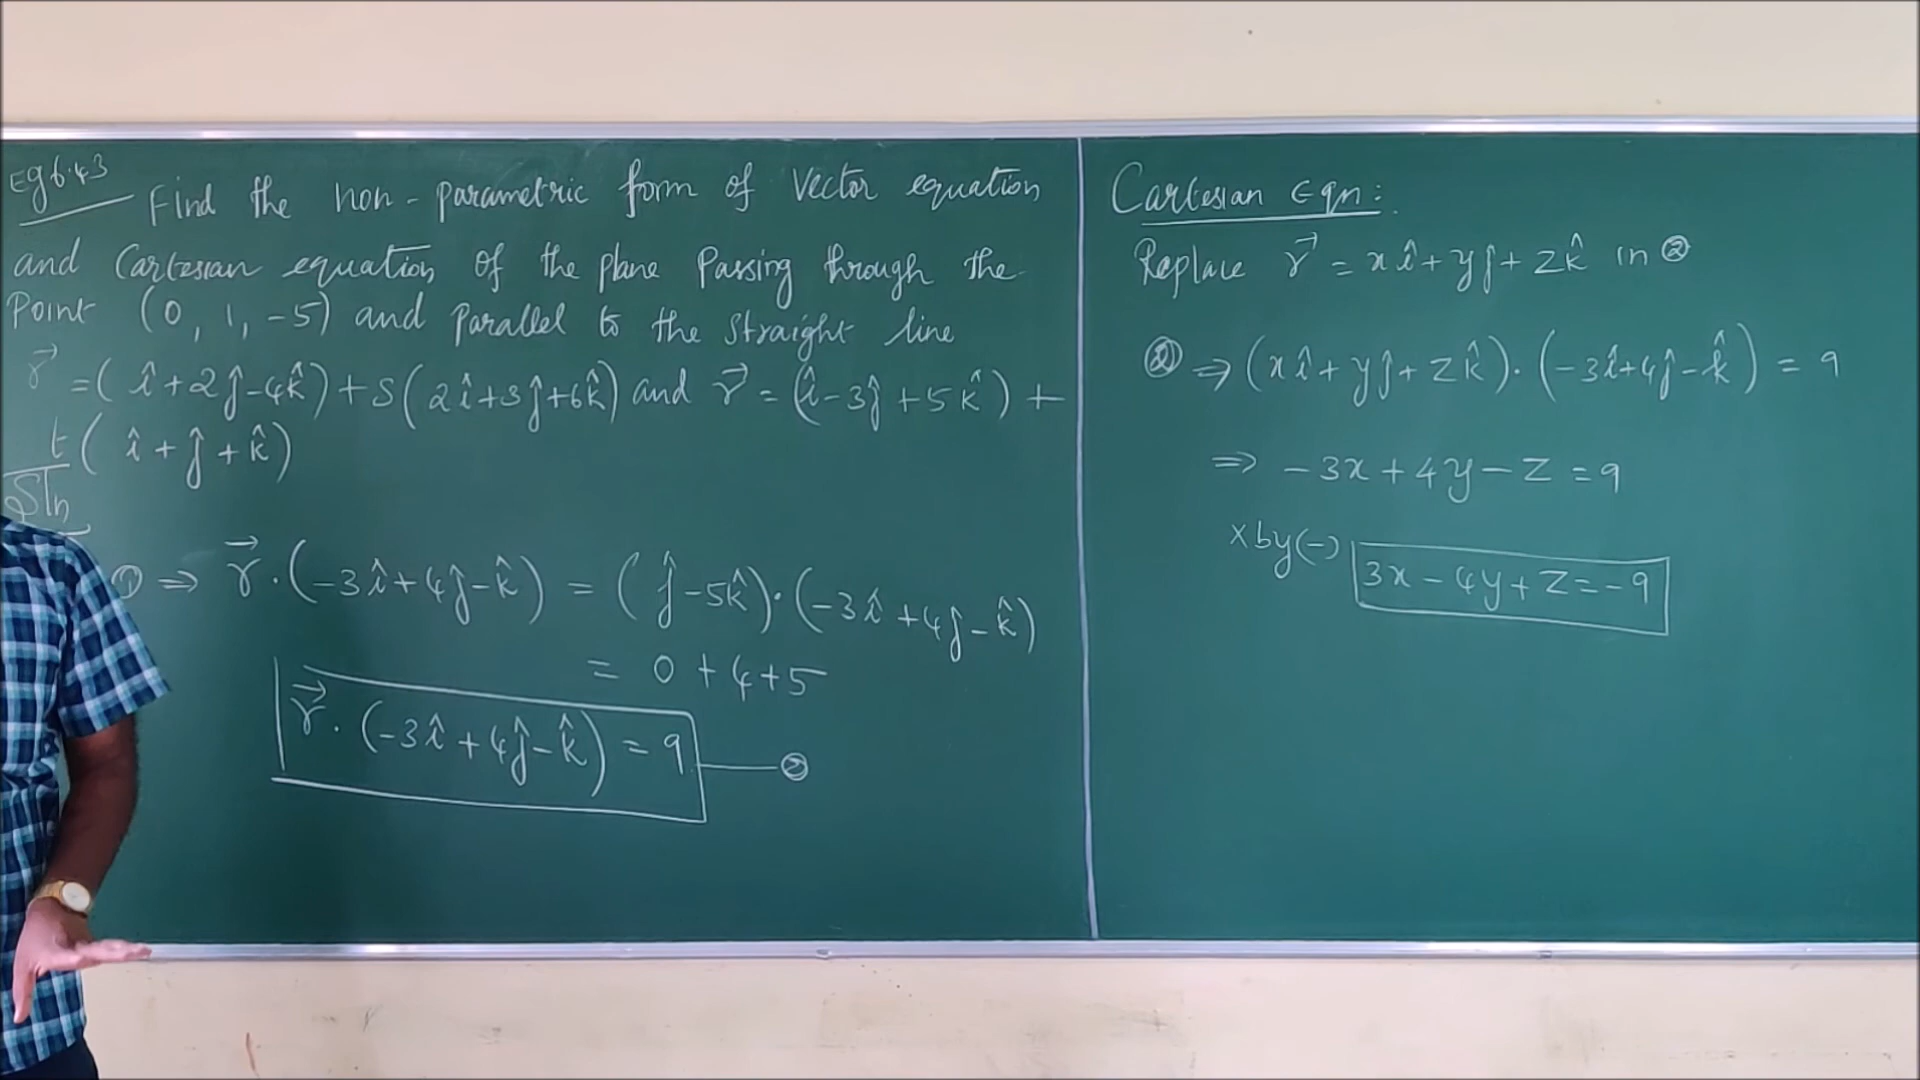 Eg 6.43
Find the non-parametric form of Vector equation
and Cartesian equation of the plane Passing through the
Point (0, 1, -5) and Parallel to the Straight line
r⃗ = (î+2ĵ-4k̂)+S(2î+3ĵ+6k̂) and r⃗ = (î-3ĵ+5k̂)+
t(î+ĵ+k̂)
Sln
① ⇒ r⃗.(-3î+4ĵ-k̂) = (ĵ-5k̂).(-3î+4ĵ-k̂)
= 0+4+5
r⃗.(-3î+4ĵ-k̂) = 9 — ②
Cartesian Eqn:
Replace r⃗ = xî+yĵ+zk̂ in ②
② ⇒ (xî+yĵ+zk̂).(-3î+4ĵ-k̂) = 9
⇒ -3x+4y-z = 9
x by (-) 3x-4y+z=-9